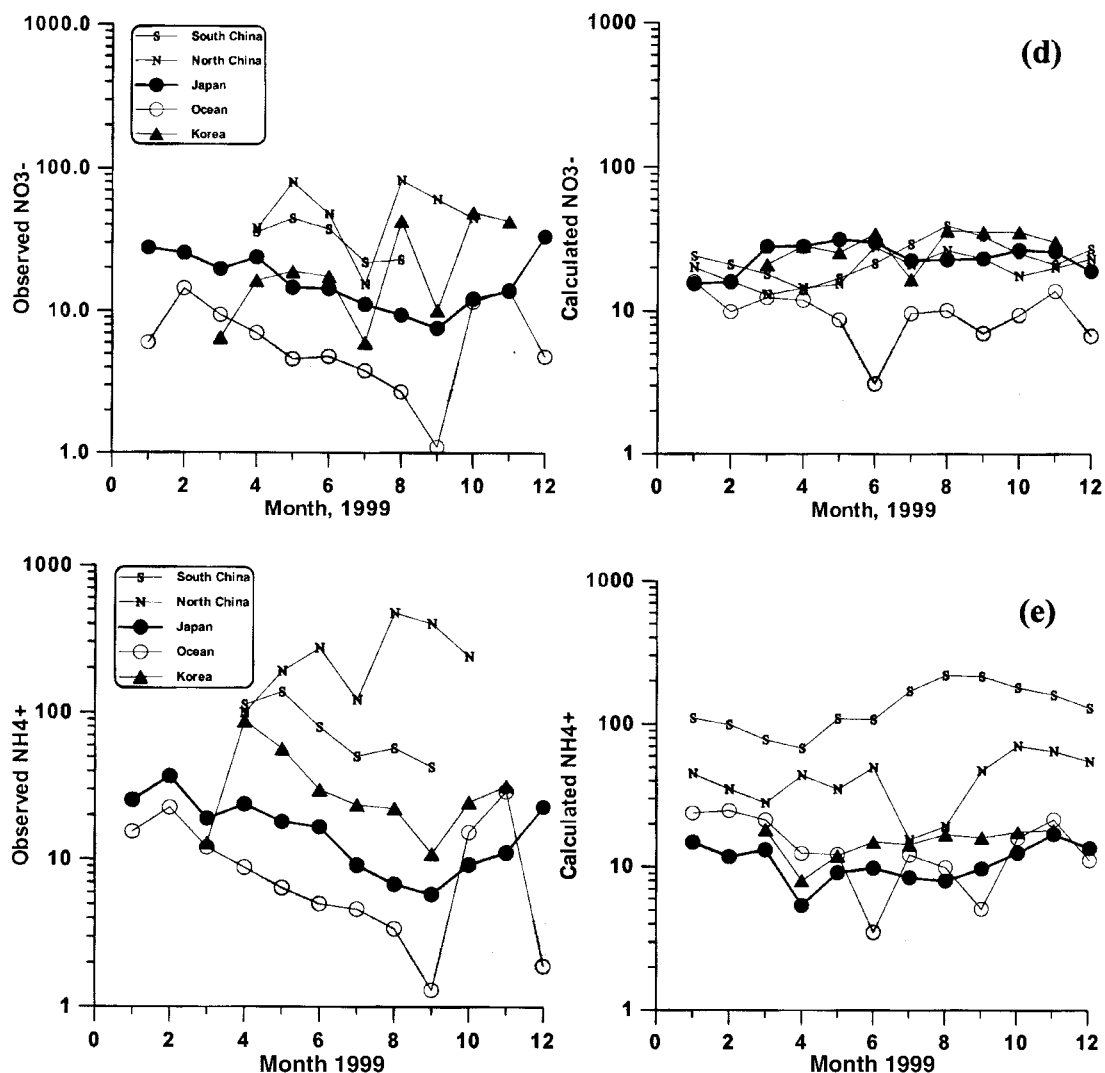 1000.0
100.0
10.0
1.0
Observed NO3-
S South China
N North China
Japan
Ocean
Korea
0 2 4 6 8 10 12
Month, 1999
1000
100
10
1
Calculated NO3-
(d)
0 2 4 6 8 10 12
Month, 1999
1000
100
10
1
Observed NH4+
S South China
N North China
Japan
Ocean
Korea
0 2 4 6 8 10 12
Month 1999
1000
100
10
1
Calculated NH4+
(e)
0 2 4 6 8 10 12
Month 1999